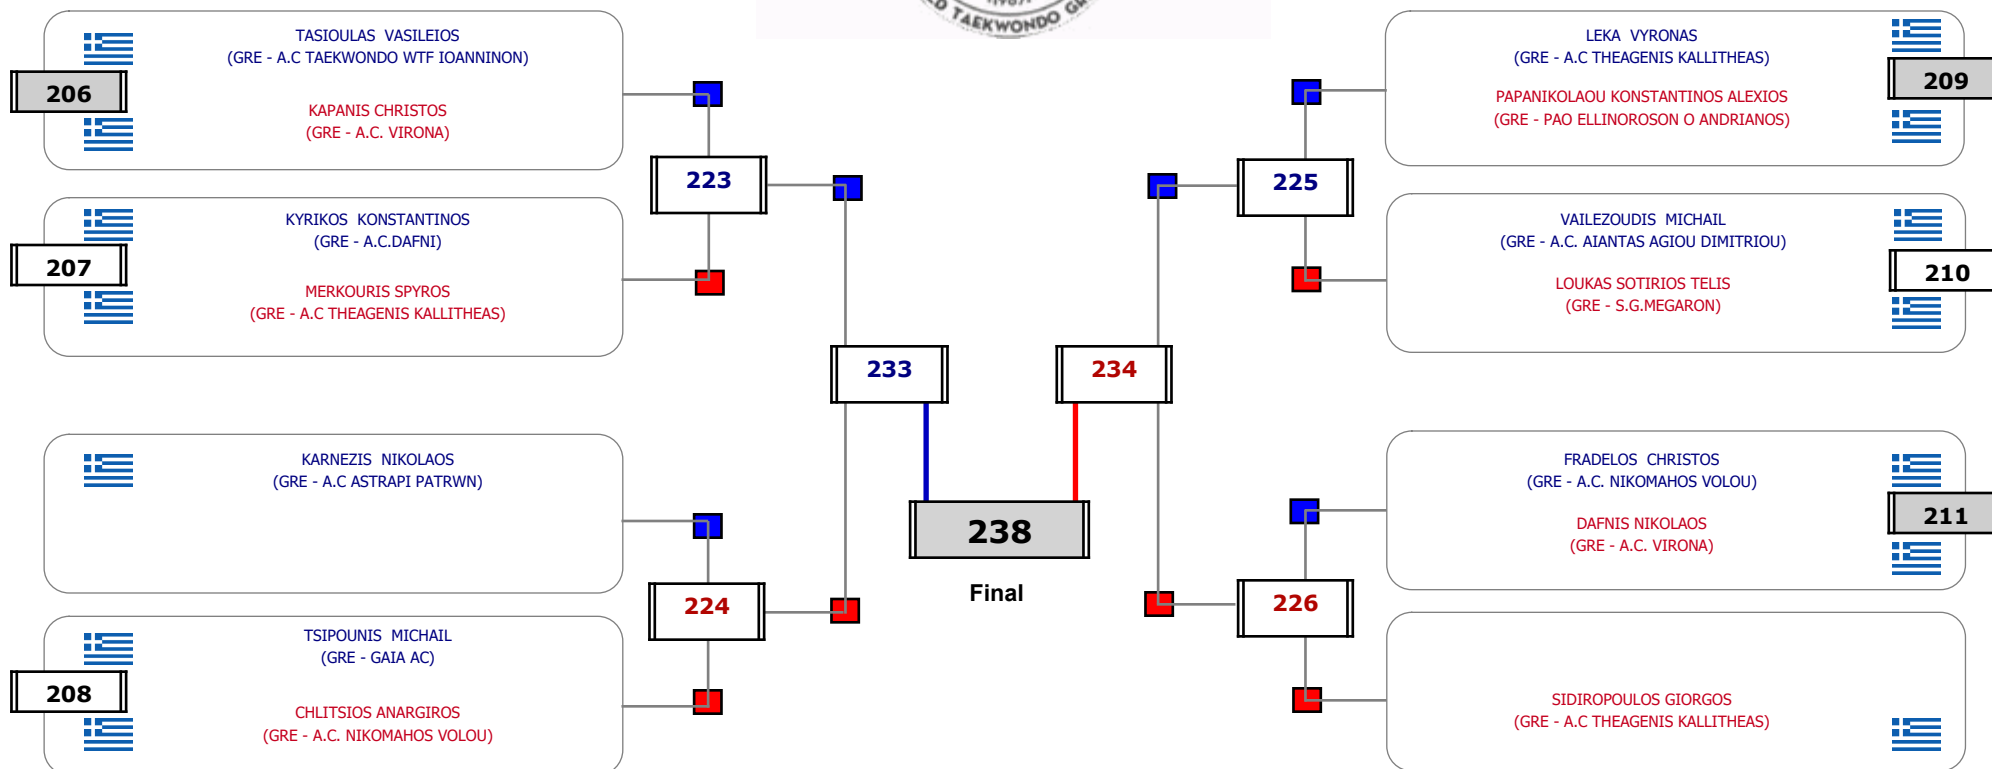 (1987)
ED TAEKWONDO GR
TASIOULAS VASILEIOS
(GRE - A.C TAEKWONDO WTF IOANNINON)
206
KAPANIS CHRISTOS
(GRE - A.C. VIRONA)
223
KYRIKOS KONSTANTINOS
(GRE - A.C.DAFNI)
207
MERKOURIS SPYROS
(GRE - A.C THEAGENIS KALLITHEAS)
233
KARNEZIS NIKOLAOS
(GRE - A.C ASTRAPI PATRWN)
224
TSIPOUNIS MICHAIL
(GRE - GAIA AC)
208
CHLITSIOS ANARGIROS
(GRE - A.C. NIKOMAHOS VOLOU)
238
Final
LEKA VYRONAS
(GRE - A.C THEAGENIS KALLITHEAS)
209
PAPANIKOLAOU KONSTANTINOS ALEXIOS
(GRE - PAO ELLINOROSON O ANDRIANOS)
225
VAILEZOUDIS MICHAIL
(GRE - A.C. AIANTAS AGIOU DIMITRIOU)
210
LOUKAS SOTIRIOS TELIS
(GRE - S.G.MEGARON)
234
FRADELOS CHRISTOS
(GRE - A.C. NIKOMAHOS VOLOU)
211
DAFNIS NIKOLAOS
(GRE - A.C. VIRONA)
226
SIDIROPOULOS GIORGOS
(GRE - A.C THEAGENIS KALLITHEAS)